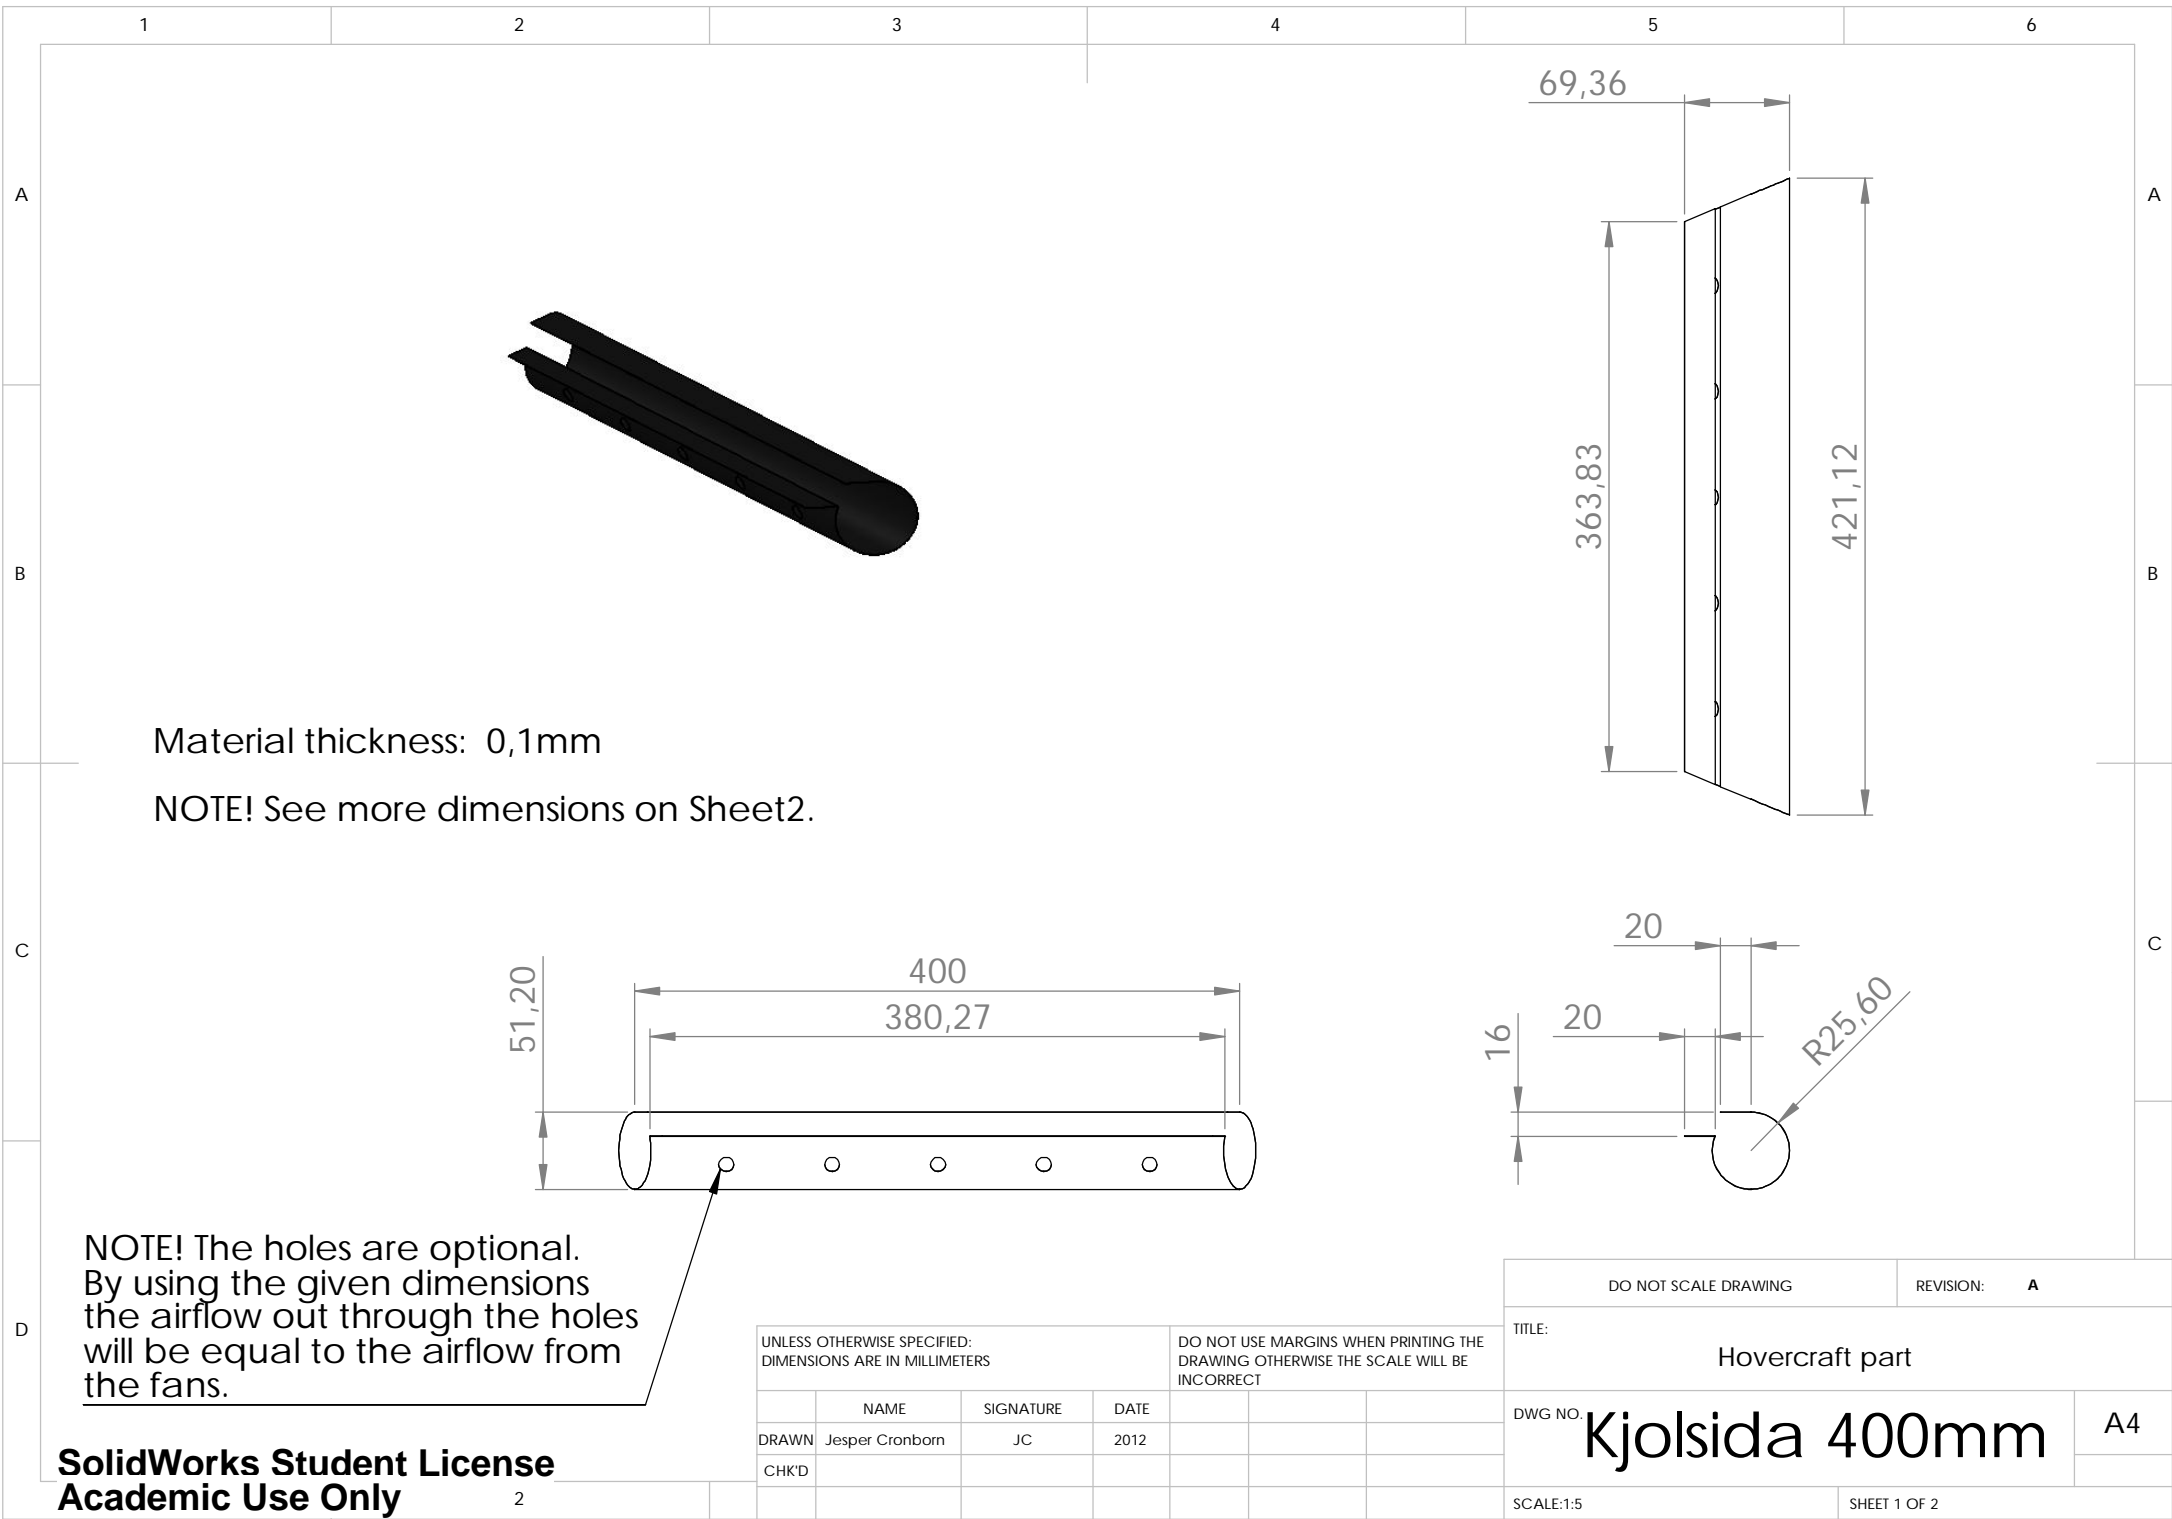 1 2 3 4 5 6
69,36
A A
363,83
421,12
B B
Material thickness: 0,1mm
NOTE! See more dimensions on Sheet2.
C C
20
400
51,20
380,27
16
20
R25,60
NOTE! The holes are optional.
By using the given dimensions
the airflow out through the holes
will be equal to the airflow from
the fans.
D
UNLESS OTHERWISE SPECIFIED:
DIMENSIONS ARE IN MILLIMETERS
DO NOT USE MARGINS WHEN PRINTING THE
DRAWING OTHERWISE THE SCALE WILL BE
INCORRECT
DO NOT SCALE DRAWING
REVISION: A
TITLE:
Hovercraft part
NAME SIGNATURE DATE
DRAWN Jesper Cronborn JC 2012
CHK'D
DWG NO.
Kjolsida 400mm
A4
SCALE:1:5
SHEET 1 OF 2
SolidWorks Student License
Academic Use Only
2